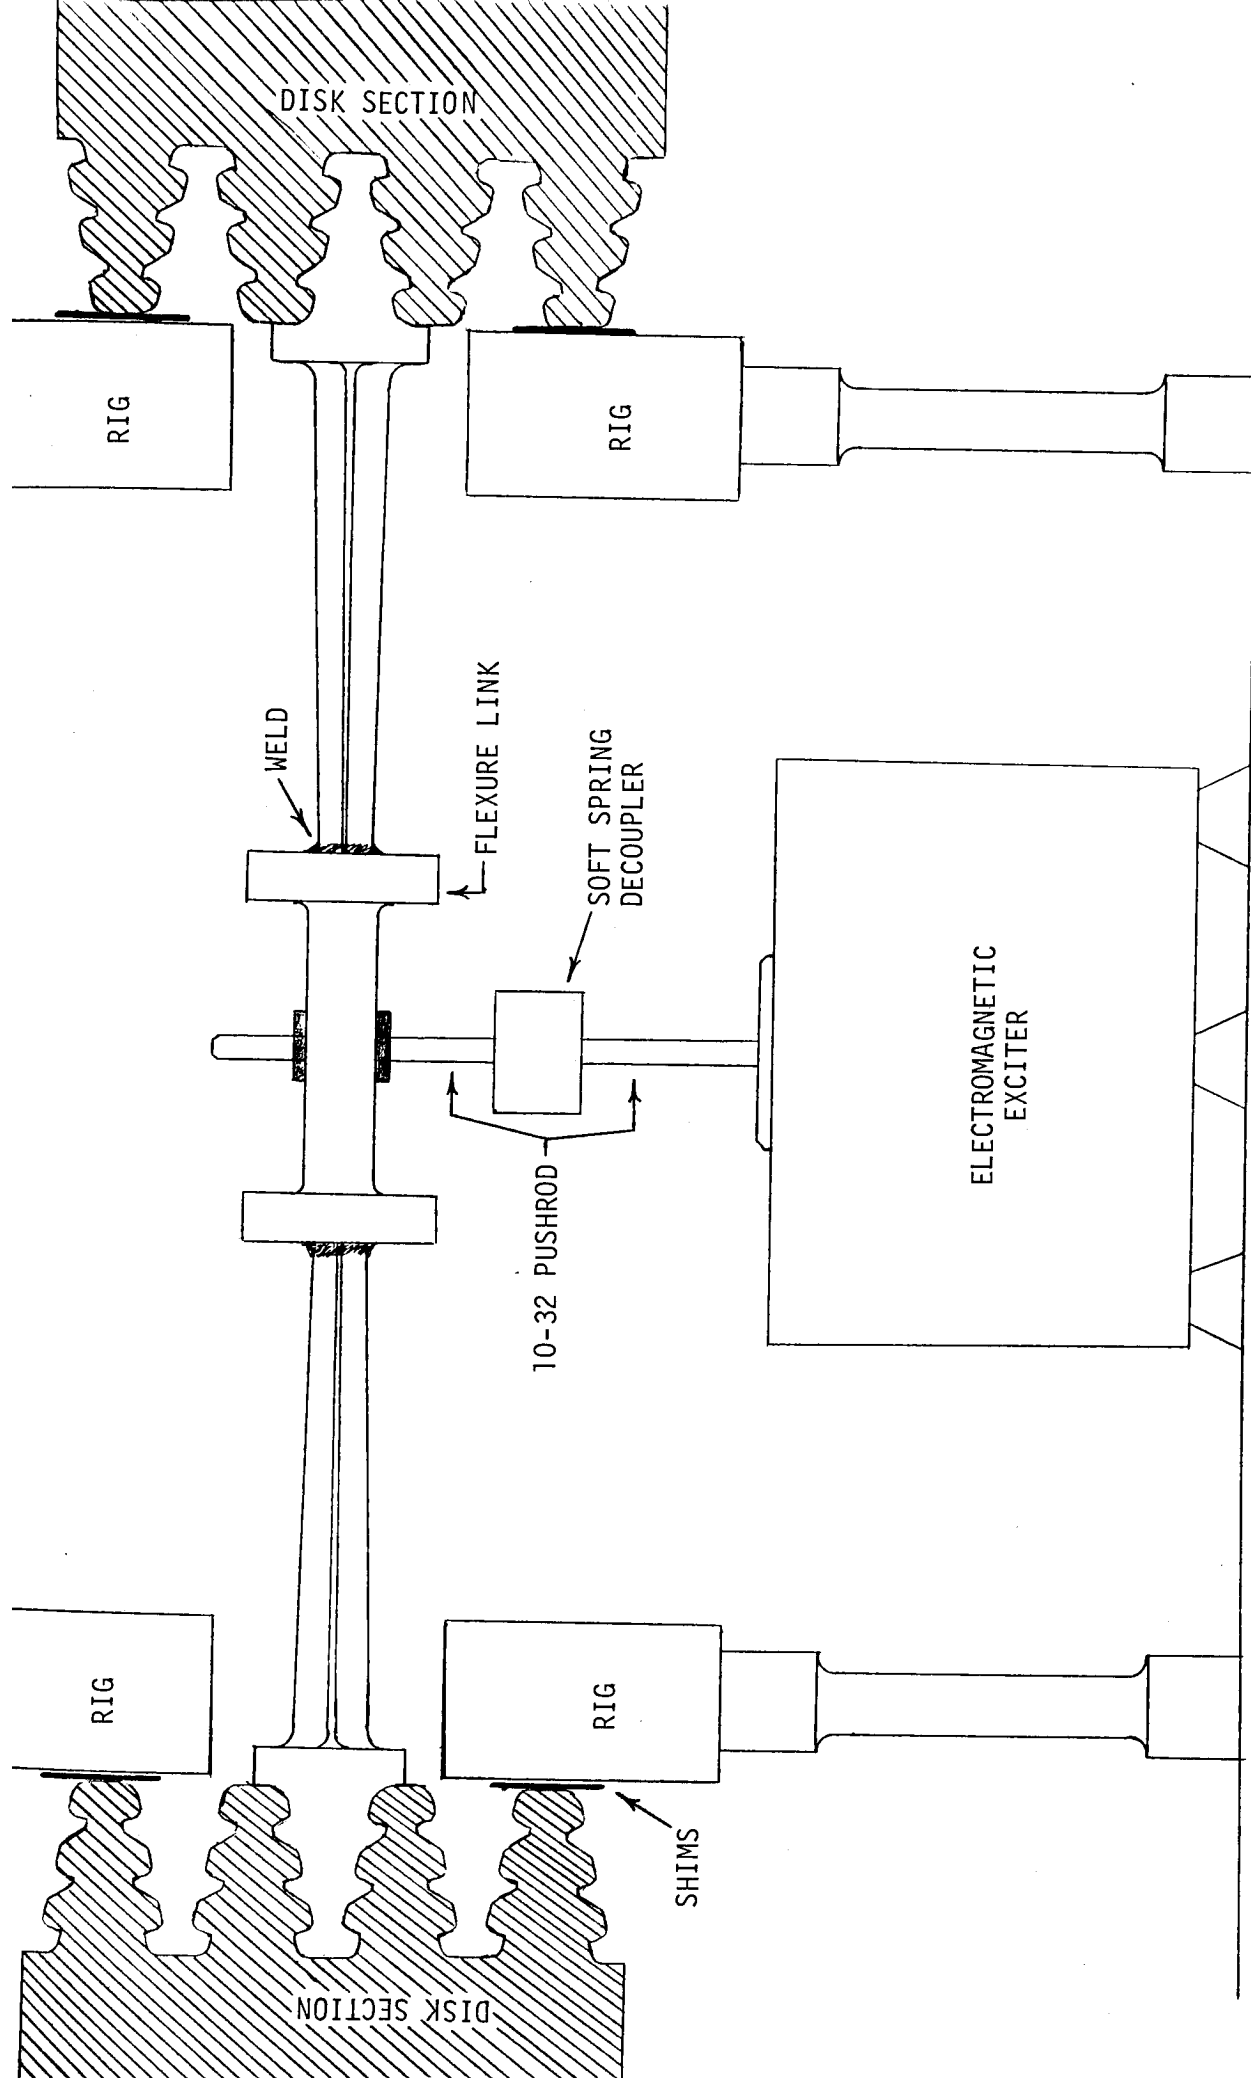 DISK SECTION
RIG
RIG
WELD
FLEXURE LINK
SOFT SPRING
DECOUPLER
10-32 PUSHROD
ELECTROMAGNETIC
EXCITER
RIG
RIG
SHIMS
DISK SECTION